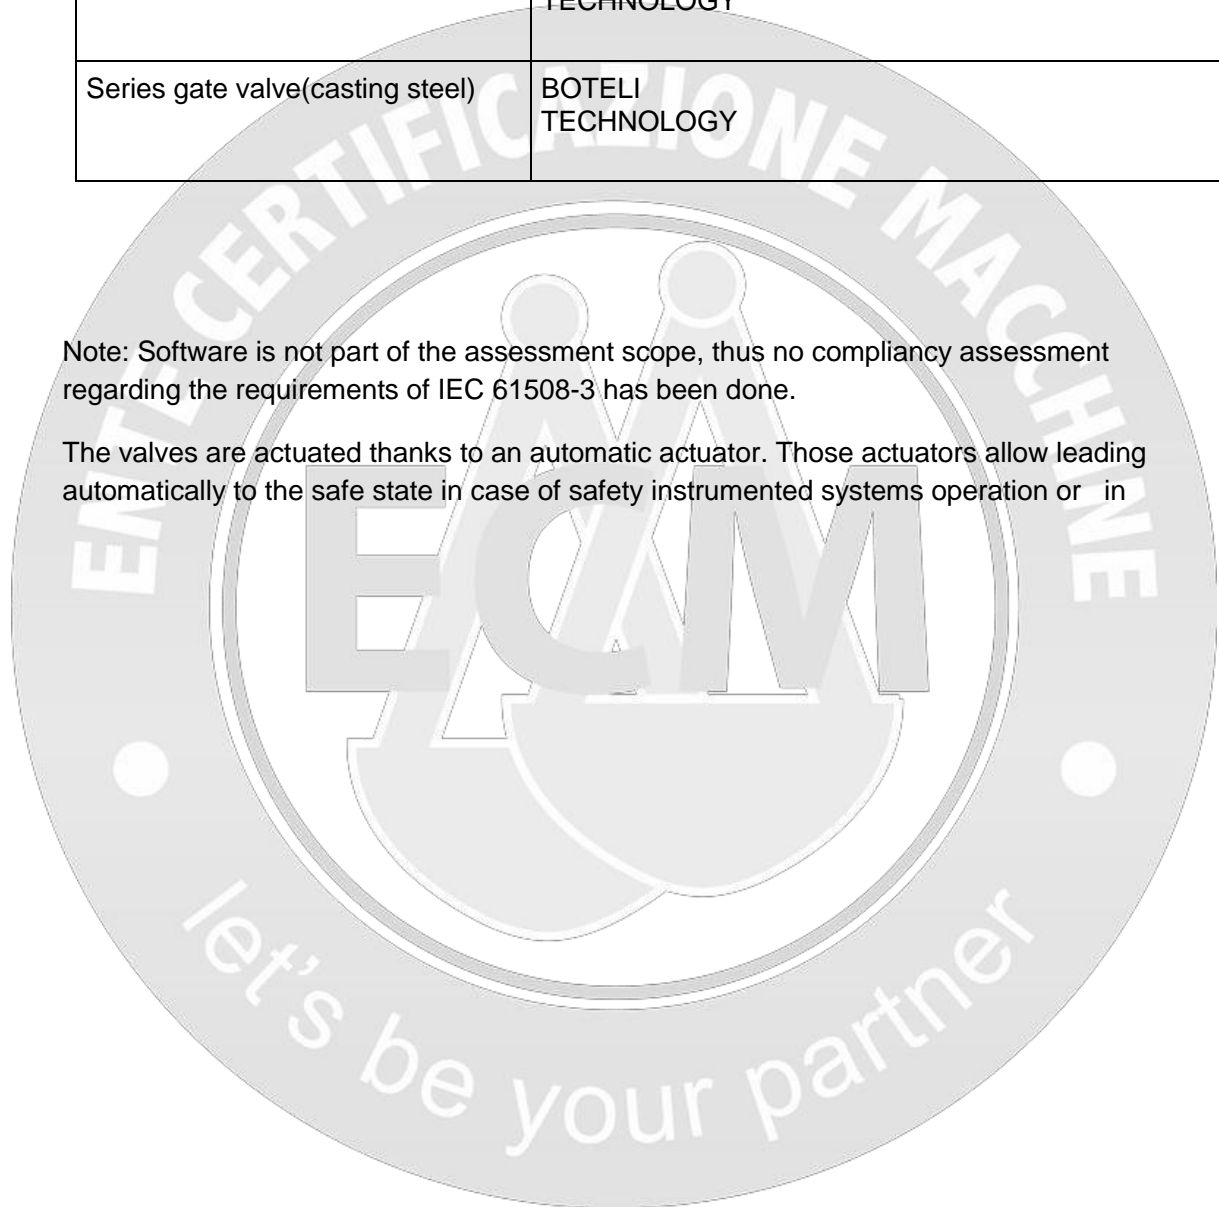 TECHNOLOGY
Series gate valve(casting steel)
BOTELI
TECHNOLOGY
Note: Software is not part of the assessment scope, thus no compliancy assessment
regarding the requirements of IEC 61508-3 has been done.
The valves are actuated thanks to an automatic actuator. Those actuators allow leading
automatically to the safe state in case of safety instrumented systems operation or in
ENTE CERTIFICAZIONE MACCHINE
ECM
let's be your partner